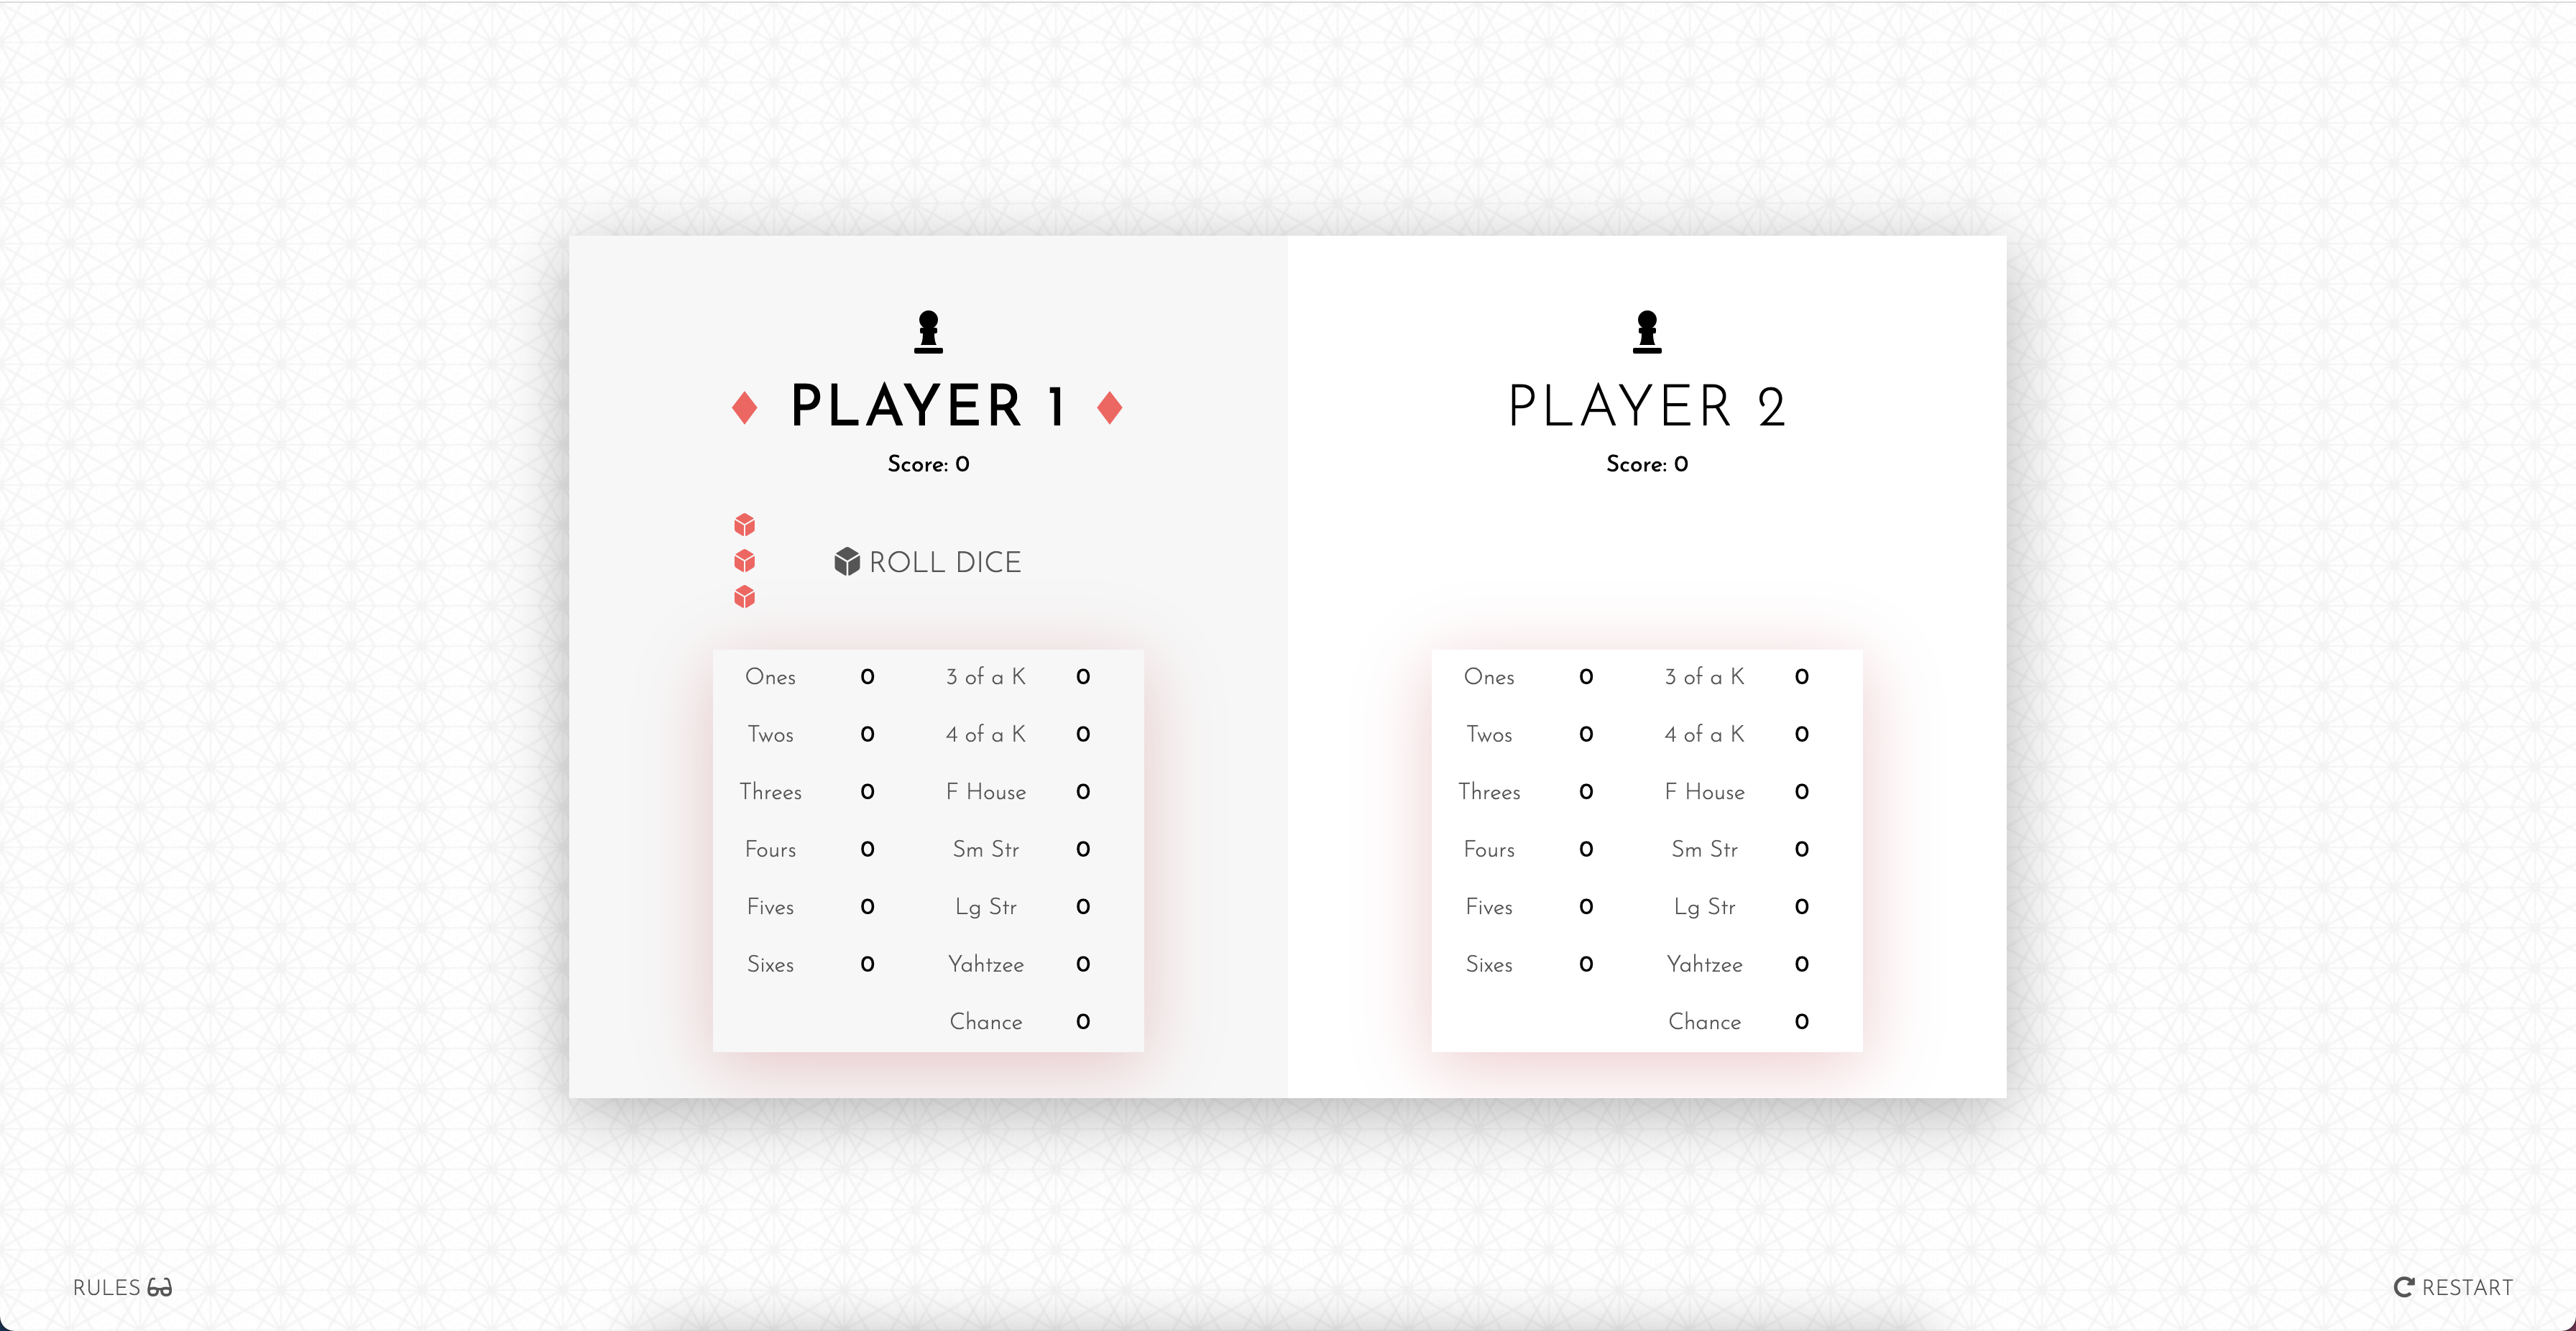 PLAYER 1
Score: 0
ROLL DICE
Ones 0 3 of a K 0
Twos 0 4 of a K 0
Threes 0 F House 0
Fours 0 Sm Str 0
Fives 0 Lg Str 0
Sixes 0 Yahtzee 0
Chance 0
PLAYER 2
Score: 0
Ones 0 3 of a K 0
Twos 0 4 of a K 0
Threes 0 F House 0
Fours 0 Sm Str 0
Fives 0 Lg Str 0
Sixes 0 Yahtzee 0
Chance 0
RULES
RESTART